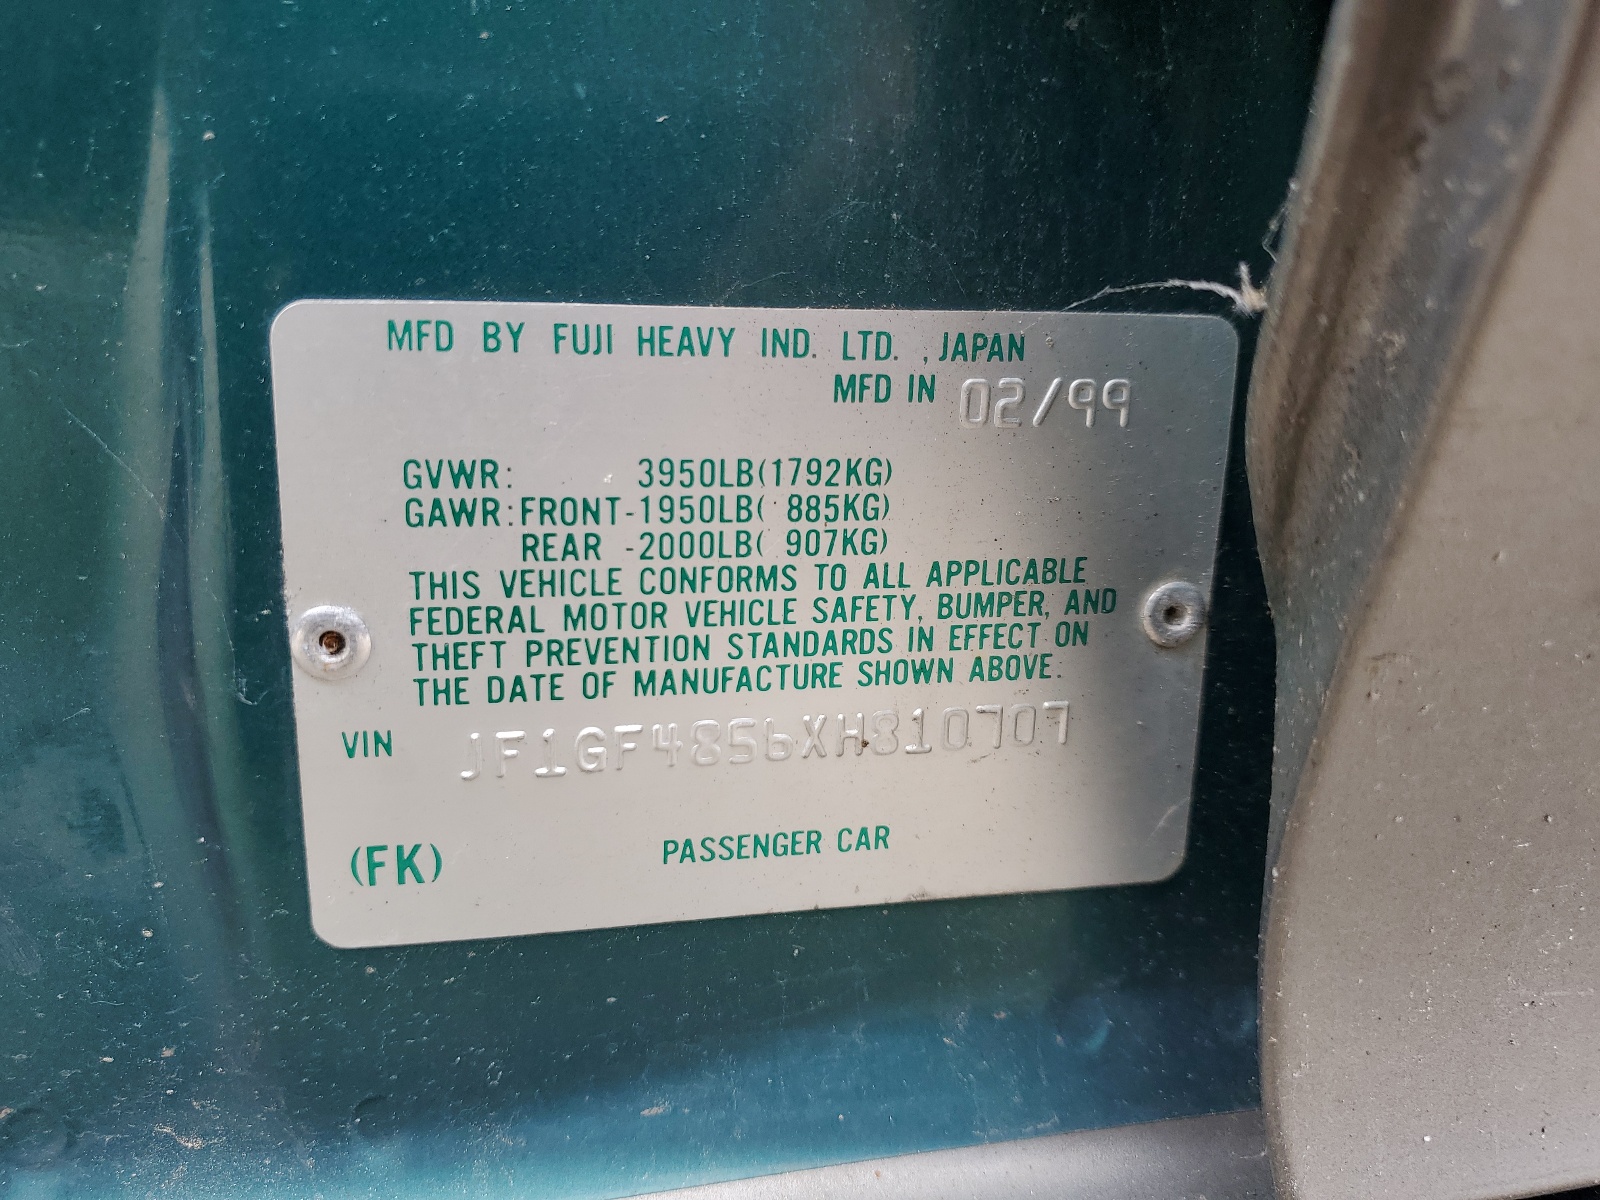 MFD BY FUJI HEAVY IND. LTD. , JAPAN
MFD IN 02/99
GVWR: 3950LB(1792KG)
GAWR:FRONT-1950LB( 885KG)
REAR -2000LB( 907KG)
THIS VEHICLE CONFORMS TO ALL APPLICABLE
FEDERAL MOTOR VEHICLE SAFETY, BUMPER, AND
THEFT PREVENTION STANDARDS IN EFFECT ON
THE DATE OF MANUFACTURE SHOWN ABOVE.
VIN JF1GF4856XH810707
(FK) PASSENGER CAR